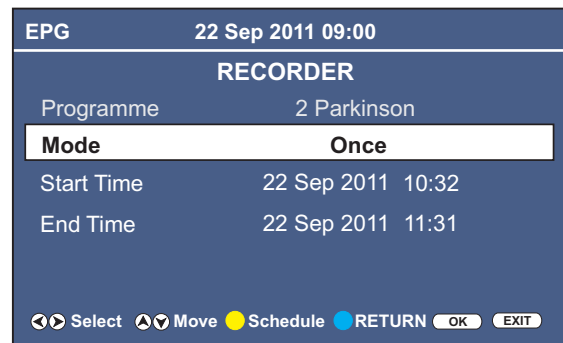 EPG 22 Sep 2011 09:00
RECORDER
Programme 2 Parkinson
Mode Once
Start Time 22 Sep 2011 10:32
End Time 22 Sep 2011 11:31
Select Move Schedule RETURN OK EXIT